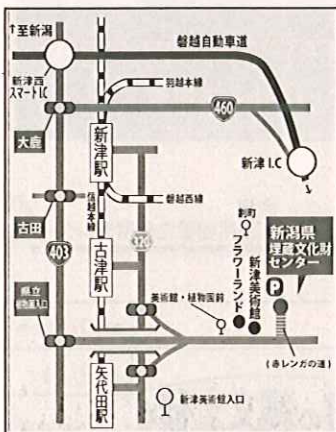 ↑至新潟
磐越自動車道
新津西
スマートI.C
羽越本線
460
大鹿
新津駅
新津I.C
古田
信越本線
磐越西線
403
古津駅
320
割町
フラワーランド
新津美術館
新潟県
埋蔵文化財
センター
P
県立
植物園入口
美術館・植物園前
(赤レンガの道)
矢代田駅
新津美術館入口